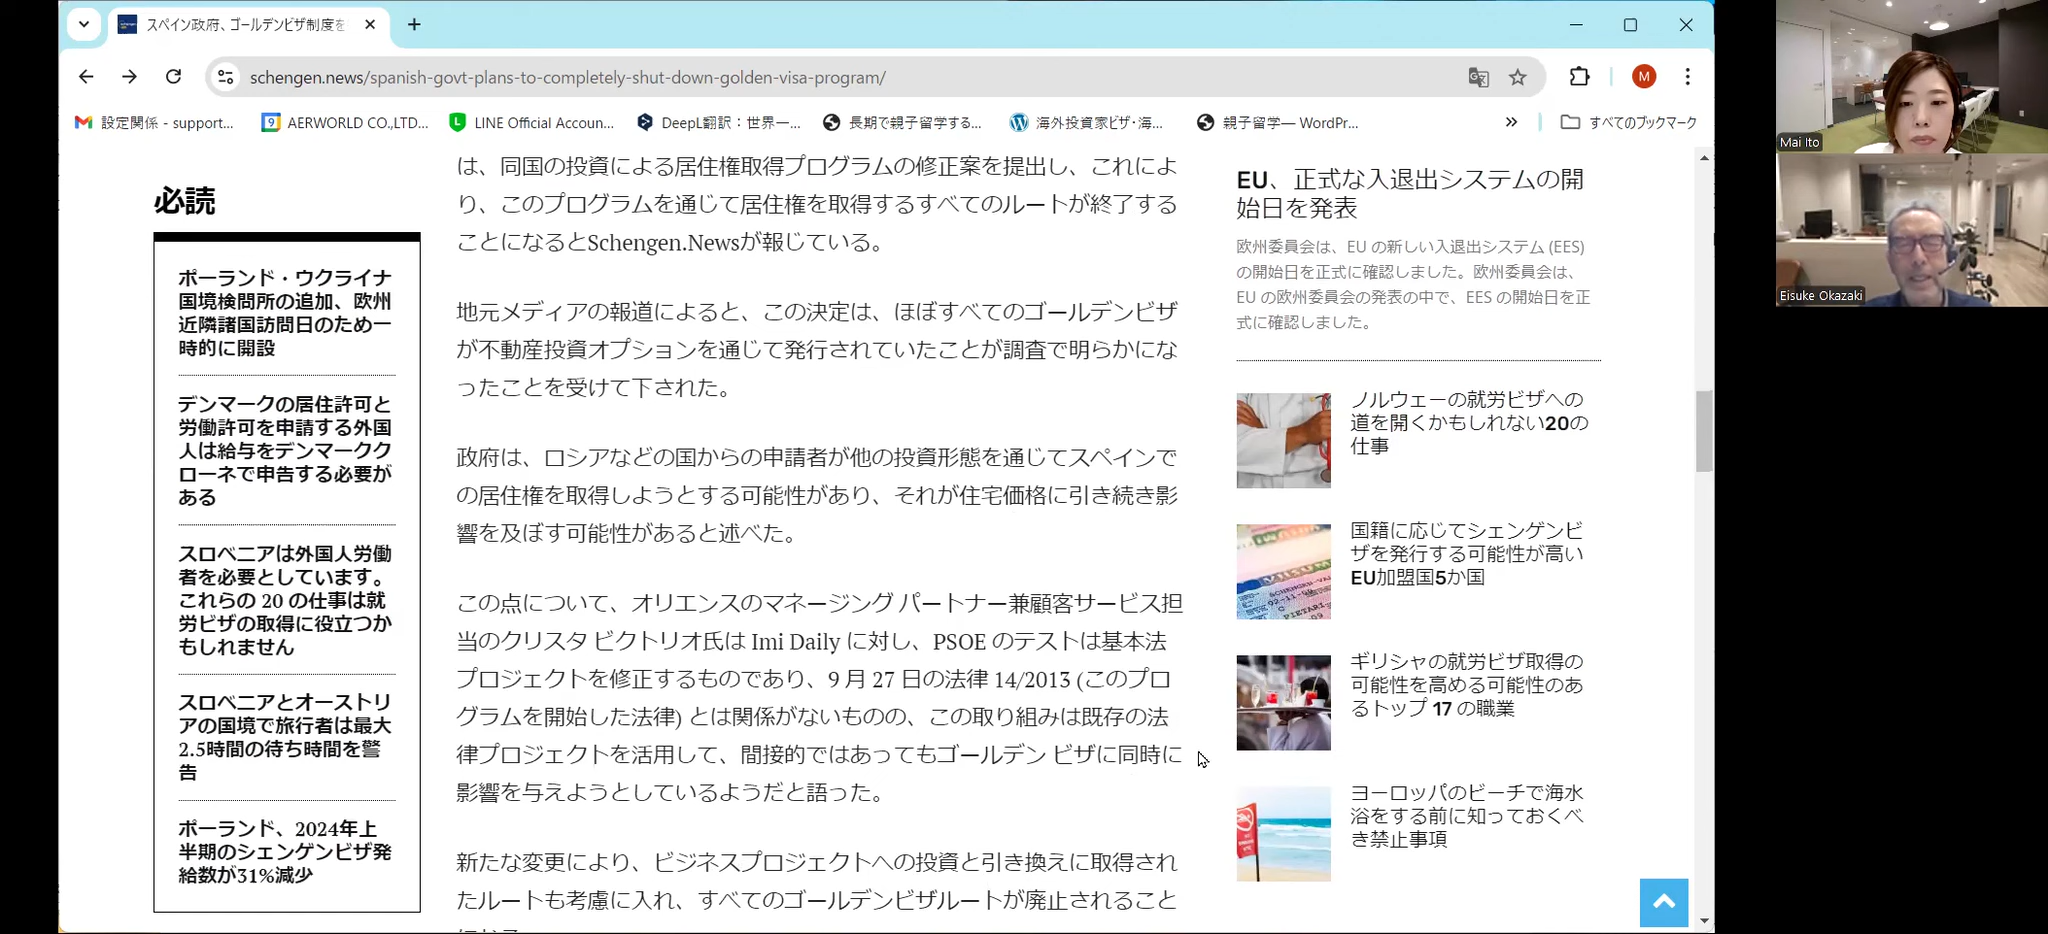 スペイン政府、ゴールデンビザ制度を
schengen.news/spanish-govt-plans-to-completely-shut-down-golden-visa-program/
M
設定関係 - support...
9
AERWORLD CO.,LTD...
LINE Official Accoun...
DeepL翻訳：世界一...
長期で親子留学する...
海外投資家ビザ･海...
親子留学— WordPr...
»
すべてのブックマーク
必読
ポーランド・ウクライナ
国境検問所の追加、欧州
近隣諸国訪問日のため一
時的に開設
デンマークの居住許可と
労働許可を申請する外国
人は給与をデンマークク
ローネで申告する必要が
ある
スロベニアは外国人労働
者を必要としています。
これらの 20 の仕事は就
労ビザの取得に役立つか
もしれません
スロベニアとオーストリ
アの国境で旅行者は最大
2.5時間の待ち時間を警
告
ポーランド、2024年上
半期のシェンゲンビザ発
給数が31%減少
は、同国の投資による居住権取得プログラムの修正案を提出し、これによ
り、このプログラムを通じて居住権を取得するすべてのルートが終了する
ことになるとSchengen.Newsが報じている。
地元メディアの報道によると、この決定は、ほぼすべてのゴールデンビザ
が不動産投資オプションを通じて発行されていたことが調査で明らかにな
ったことを受けて下された。
政府は、ロシアなどの国からの申請者が他の投資形態を通じてスペインで
の居住権を取得しようとする可能性があり、それが住宅価格に引き続き影
響を及ぼす可能性があると述べた。
この点について、オリエンスのマネージング パートナー兼顧客サービス担
当のクリスタ ビクトリオ氏は Imi Daily に対し、PSOE のテストは基本法
プロジェクトを修正するものであり、9 月 27 日の法律 14/2013 (このプロ
グラムを開始した法律) とは関係がないものの、この取り組みは既存の法
律プロジェクトを活用して、間接的ではあってもゴールデン ビザに同時に
影響を与えようとしているようだと語った。
新たな変更により、ビジネスプロジェクトへの投資と引き換えに取得され
たルートも考慮に入れ、すべてのゴールデンビザルートが廃止されること
EU、正式な入退出システムの開
始日を発表
欧州委員会は、EU の新しい入退出システム (EES)
の開始日を正式に確認しました。欧州委員会は、
EU の欧州委員会の発表の中で、EES の開始日を正
式に確認しました。
ノルウェーの就労ビザへの
道を開くかもしれない20の
仕事
国籍に応じてシェンゲンビ
ザを発行する可能性が高い
EU加盟国5か国
ギリシャの就労ビザ取得の
可能性を高める可能性のあ
るトップ 17 の職業
ヨーロッパのビーチで海水
浴をする前に知っておくべ
き禁止事項
Mai Ito
Eisuke Okazaki